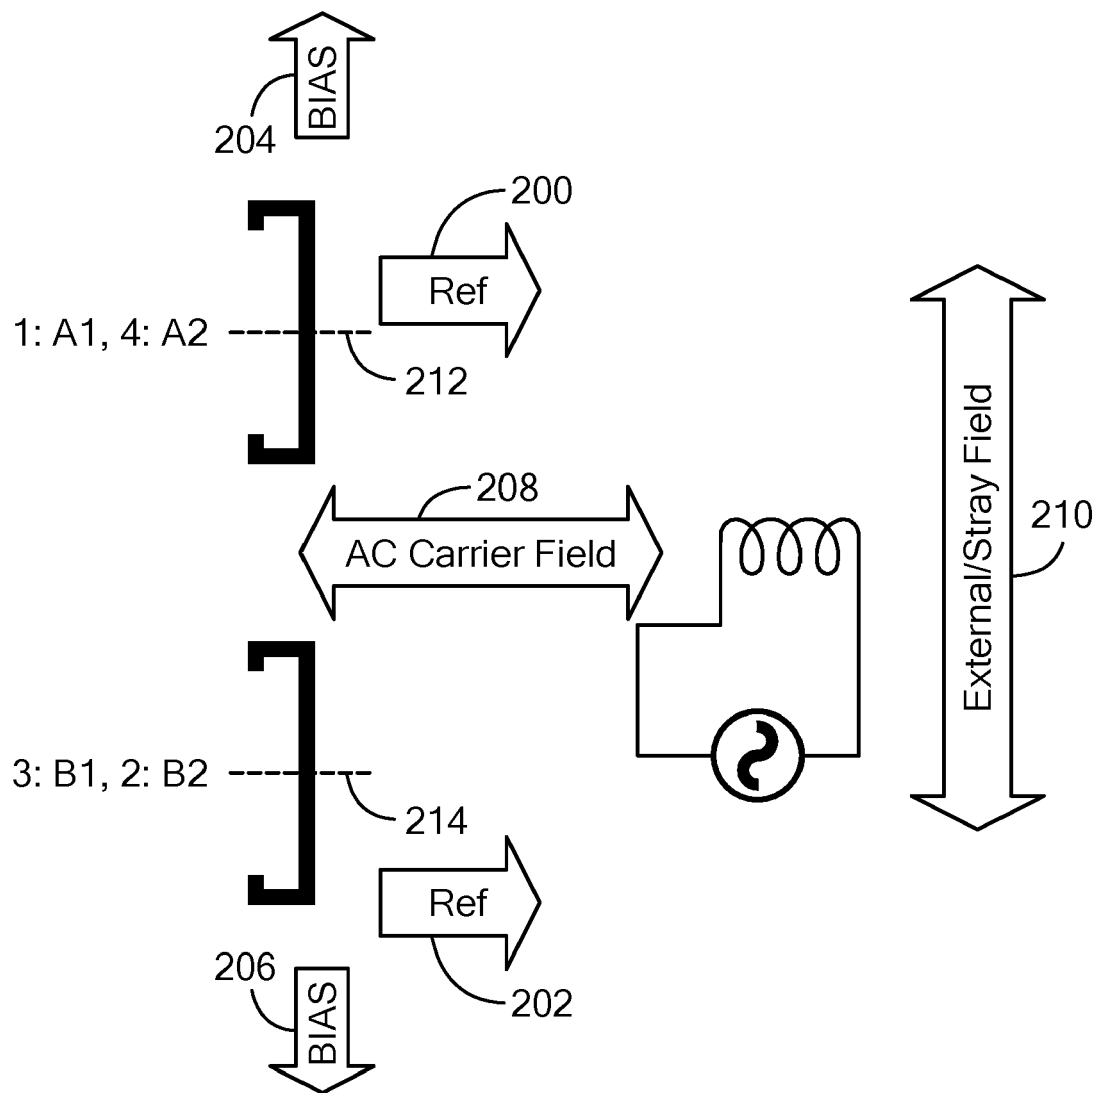 BIAS
204
200
Ref
1: A1, 4: A2
212
208
AC Carrier Field
External/Stray Field
210
3: B1, 2: B2
214
Ref
206
BIAS
202